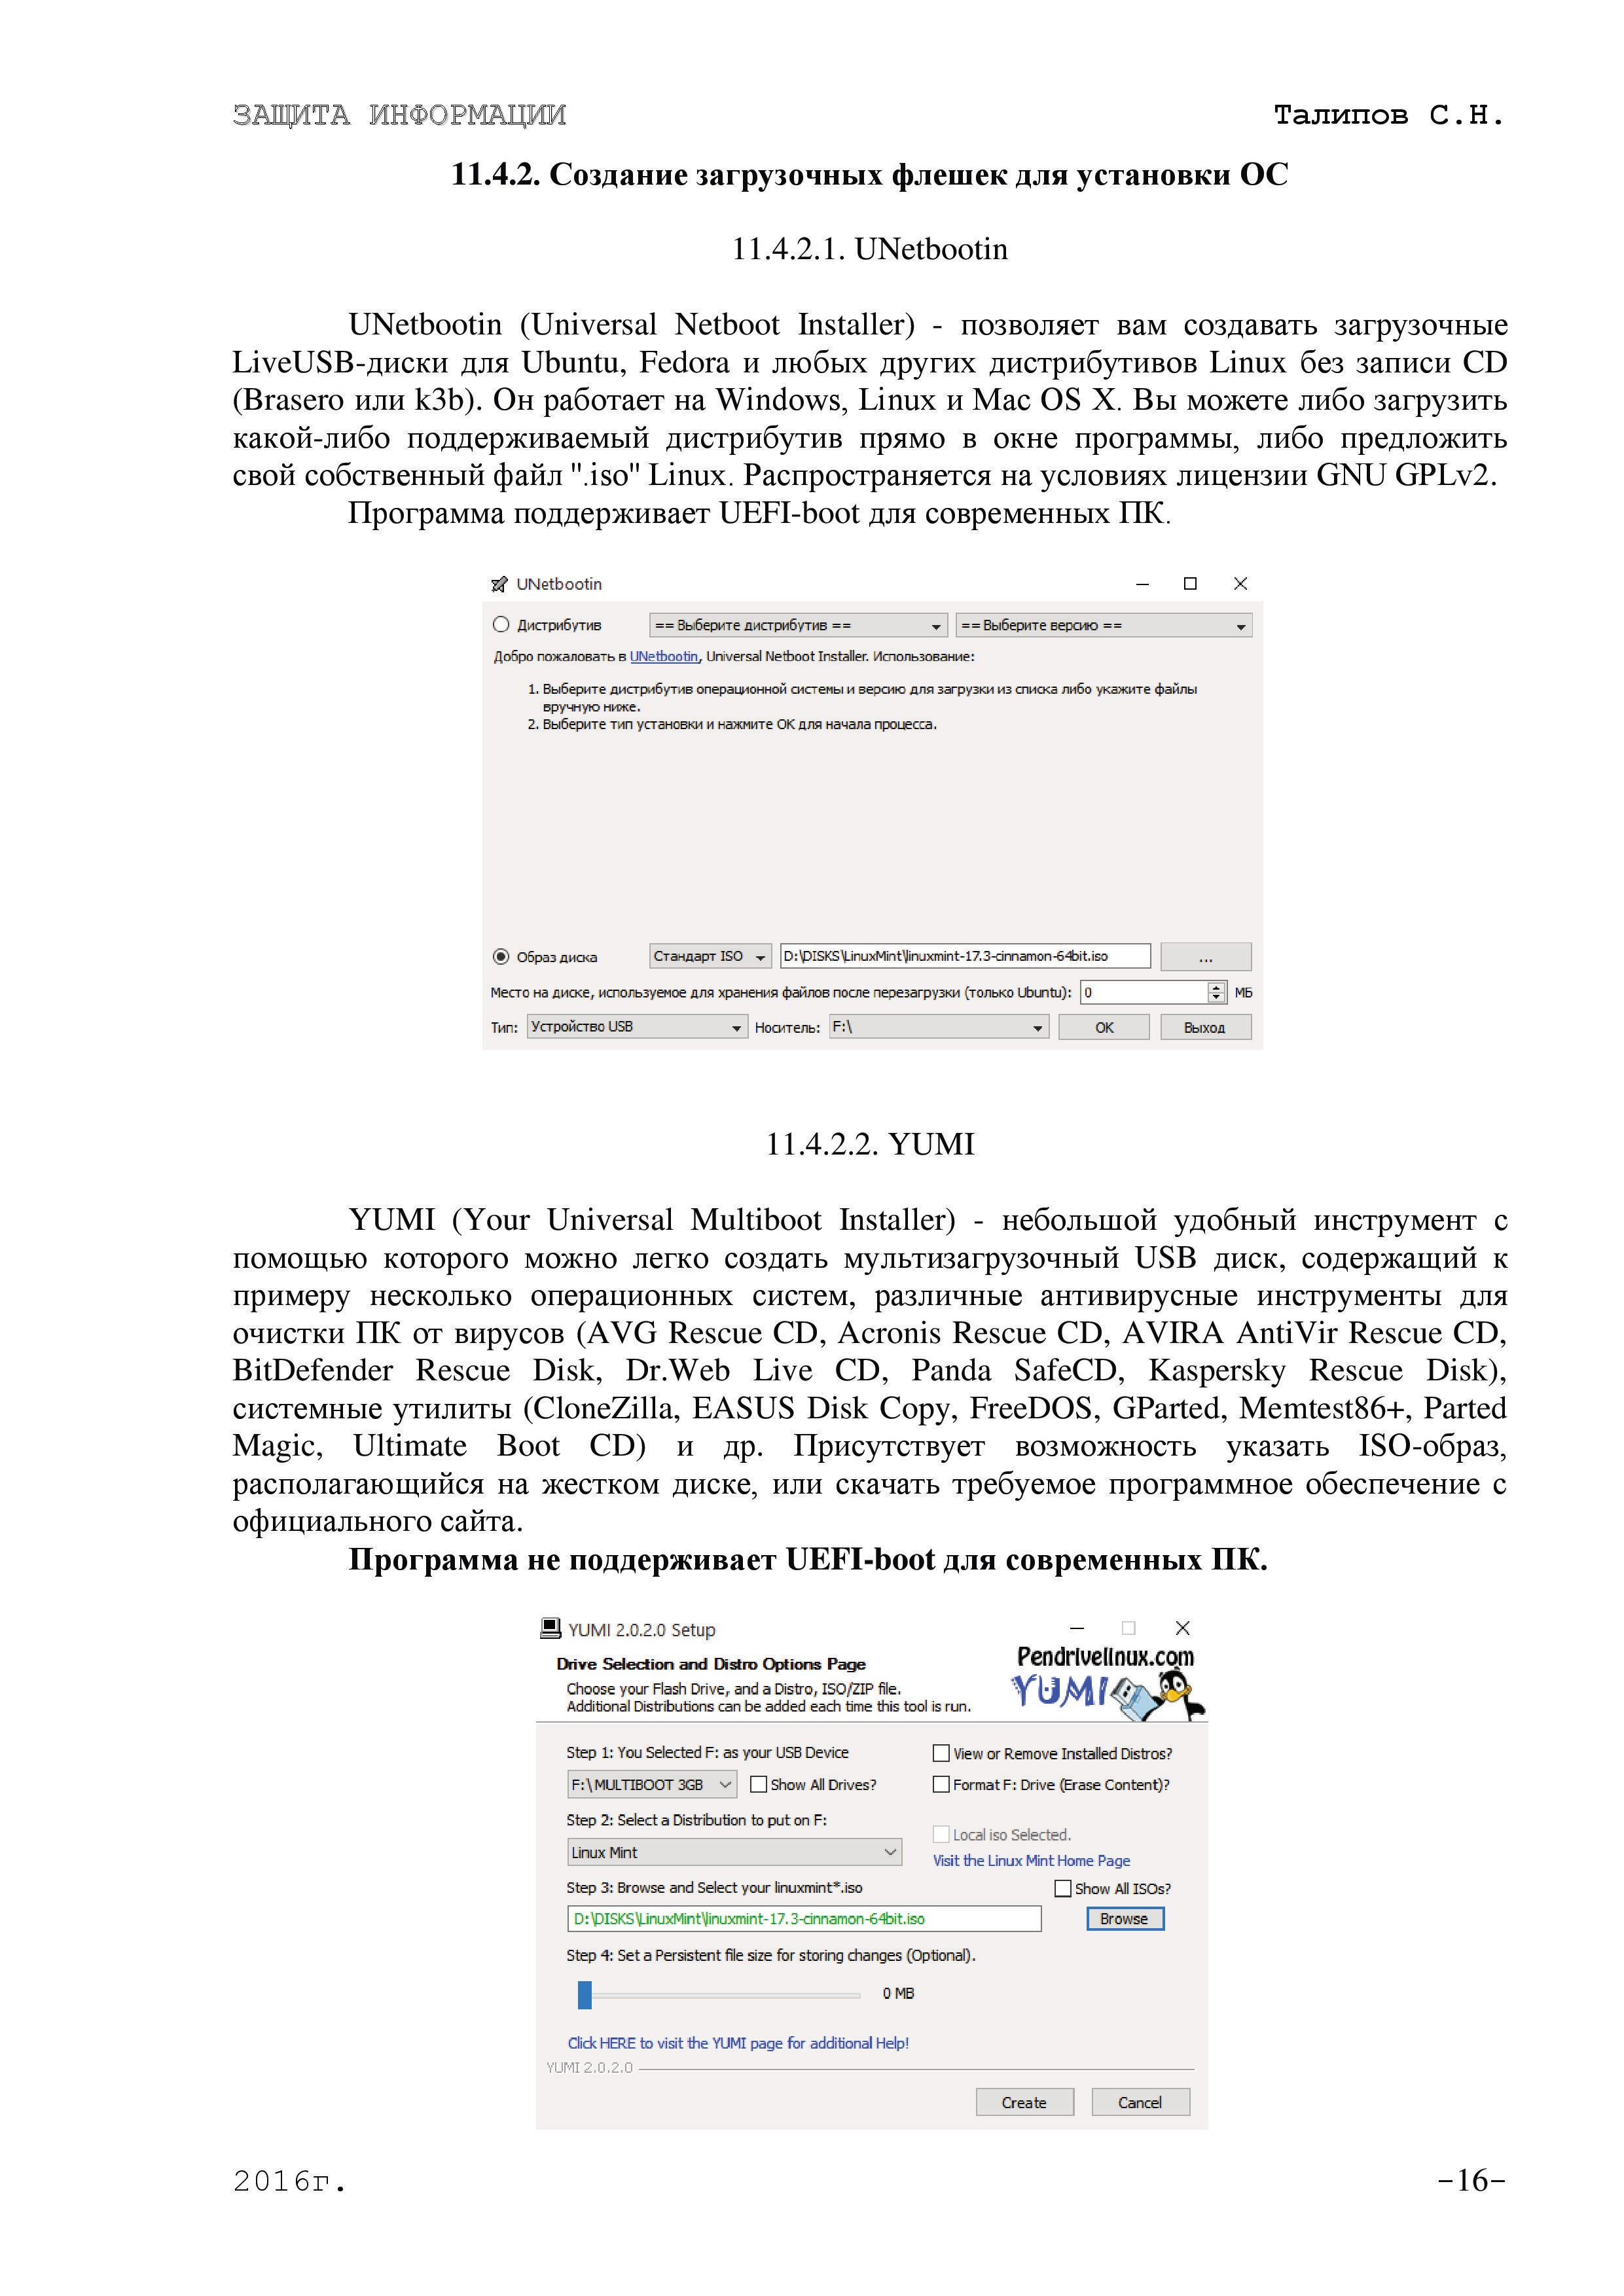 ЗАЩИТА ИНФОРМАЦИИ Талипов С.Н.
11.4.2. Создание загрузочных флешек для установки ОС
11.4.2.1. UNetbootin
UNetbootin (Universal Netboot Installer) - позволяет вам создавать загрузочные
LiveUSB-диски для Ubuntu, Fedora и любых других дистрибутивов Linux без записи CD
(Brasero или k3b). Он работает на Windows, Linux и Mac OS X. Вы можете либо загрузить
какой-либо поддерживаемый дистрибутив прямо в окне программы, либо предложить
свой собственный файл ".iso" Linux. Распространяется на условиях лицензии GNU GPLv2.
Программа поддерживает UEFI-boot для современных ПК.
UNetbootin
Дистрибутив == Выберите дистрибутив == == Выберите версию ==
Добро пожаловать в UNetbootin, Universal Netboot Installer. Использование:
1. Выберите дистрибутив операционной системы и версию для загрузки из списка либо укажите файлы
вручную ниже.
2. Выберите тип установки и нажмите OK для начала процесса.
Образ диска Стандарт ISO D:\DISKS\LinuxMint\linuxmint-17.3-cinnamon-64bit.iso ...
Место на диске, используемое для хранения файлов после перезагрузки (только Ubuntu): 0 МБ
Тип: Устройство USB Носитель: F:\ OK Выход
11.4.2.2. YUMI
YUMI (Your Universal Multiboot Installer) - небольшой удобный инструмент с
помощью которого можно легко создать мультизагрузочный USB диск, содержащий к
примеру несколько операционных систем, различные антивирусные инструменты для
очистки ПК от вирусов (AVG Rescue CD, Acronis Rescue CD, AVIRA AntiVir Rescue CD,
BitDefender Rescue Disk, Dr.Web Live CD, Panda SafeCD, Kaspersky Rescue Disk),
системные утилиты (CloneZilla, EASUS Disk Copy, FreeDOS, GParted, Memtest86+, Parted
Magic, Ultimate Boot CD) и др. Присутствует возможность указать ISO-образ,
располагающийся на жестком диске, или скачать требуемое программное обеспечение с
официального сайта.
Программа не поддерживает UEFI-boot для современных ПК.
YUMI 2.0.2.0 Setup
Drive Selection and Distro Options Page
Choose your Flash Drive, and a Distro, ISO/ZIP file.
Additional Distributions can be added each time this tool is run.
Pendrivelinux.com
YUMI
Step 1: You Selected F: as your USB Device View or Remove Installed Distros?
F:\ MULTIBOOT 3GB Show All Drives? Format F: Drive (Erase Content)?
Step 2: Select a Distribution to put on F:
Local iso Selected.
Linux Mint
Visit the Linux Mint Home Page
Step 3: Browse and Select your linuxmint*.iso Show All ISOs?
D:\DISKS\LinuxMint\linuxmint-17.3-cinnamon-64bit.iso Browse
Step 4: Set a Persistent file size for storing changes (Optional).
0 MB
Click HERE to visit the YUMI page for additional Help!
YUMI 2.0.2.0
Create Cancel
2016г. -16-